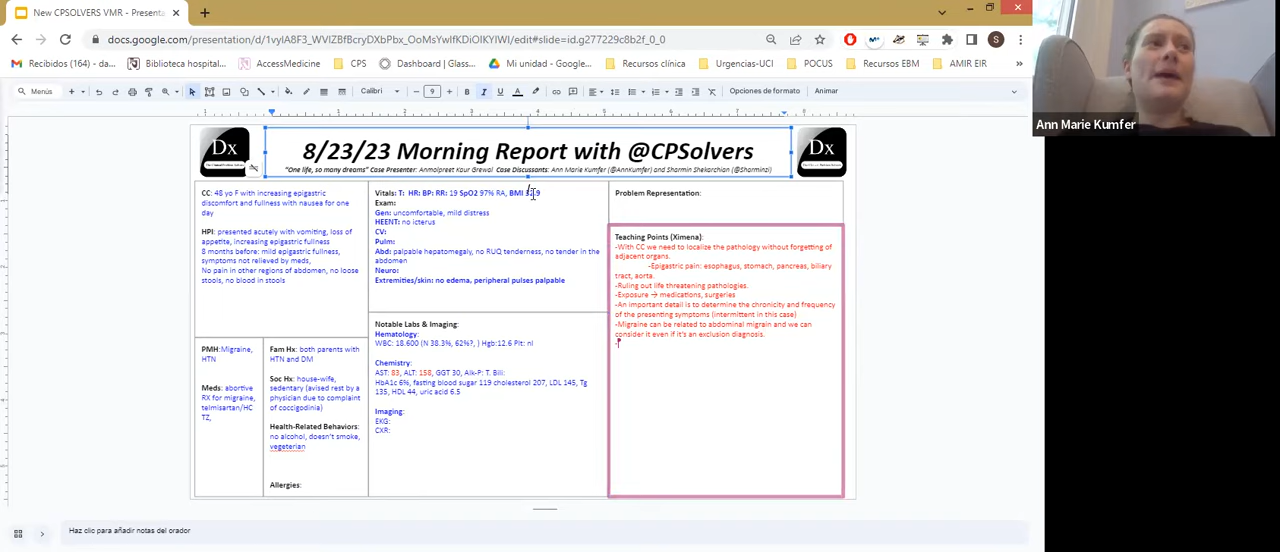 New CPSOLVERS VMR - Presenta
docs.google.com/presentation/d/1vylA8F3_WVlZBfBcryDXbPbx_OoMsYwIfKDiOlKYIWI/edit#slide=id.g277229c8b2f_0_0
S
Recibidos (164) - da...
Biblioteca hospital...
AccessMedicine
CPS
Dashboard | Glass...
Mi unidad - Google...
Recursos clínica
Urgencias-UCI
POCUS
Recursos EBM
AMIR EIR
Menús
Calibri
9
Opciones de formato
Animar
Ann Marie Kumfer
Dx
8/23/23 Morning Report with @CPSolvers
"One life, so many dreams" Case Presenter: Anmolpreet Kaur Grewal Case Discussants: Ann Marie Kumfer (@AnnKumfer) and Sharmin Shekarchian (@Sharminzi)
Dx
CC: 48 yo F with increasing epigastric
discomfort and fullness with nausea for one
day
HPI: presented acutely with vomiting, loss of
appetite, increasing epigastric fullness
8 months before: mild epigastric fullness,
symptoms not relieved by meds,
No pain in other regions of abdomen, no loose
stools, no blood in stools
PMH:Migraine,
HTN
Meds: abortive
RX for migraine,
telmisartan/HC
TZ,
Fam Hx: both parents with
HTN and DM
Soc Hx: house-wife,
sedentary (avised rest by a
physician due to complaint
of coccigodinia)
Health-Related Behaviors:
no alcohol, doesn't smoke,
vegeterian
Allergies:
Vitals: T: HR: BP: RR: 19 SpO2 97% RA, BMI
Exam:
Gen: uncomfortable, mild distress
HEENT: no icterus
CV:
Pulm:
Abd: palpable hepatomegaly, no RUQ tenderness, no tender in the
abdomen
Neuro:
Extremities/skin: no edema, peripheral pulses palpable
Notable Labs & Imaging:
Hematology:
WBC: 18.600 (N 38.3%, 62%?, ) Hgb:12.6 Plt: nl
Chemistry:
AST: 83, ALT: 158, GGT 30, Alk-P: T. Bili:
HbA1c 6%, fasting blood sugar 119 cholesterol 207, LDL 145, Tg
135, HDL 44, uric acid 6.5
Imaging:
EKG:
CXR:
Problem Representation:
Teaching Points (Ximena):
-With CC we need to localize the pathology without forgetting of
adjacent organs.
-Epigastric pain: esophagus, stomach, pancreas, biliary
tract, aorta.
-Ruling out life threatening pathologies.
-Exposure → medications, surgeries
-An important detail is to determine the chronicity and frequency
of the presenting symptoms (intermittent in this case)
-Migraine can be related to abdominal migrain and we can
consider it even if it's an exclusion diagnosis.
-
Haz clic para añadir notas del orador